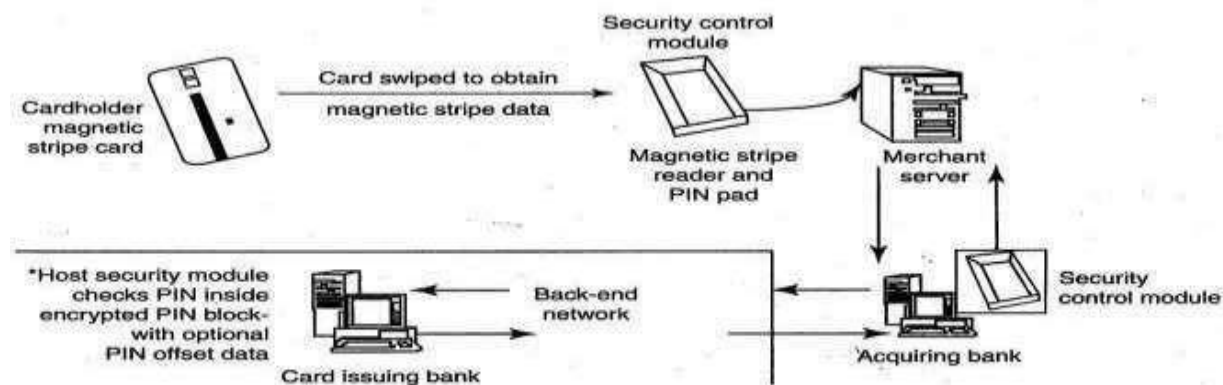 Security control
module
Card swiped to obtain
magnetic stripe data
Cardholder
magnetic
stripe card
Magnetic stripe
reader and
PIN pad
Merchant
server
*Host security module
checks PIN inside
encrypted PIN block-
with optional
PIN offset data
Back-end
network
Security
control module
Card issuing bank
Acquiring bank